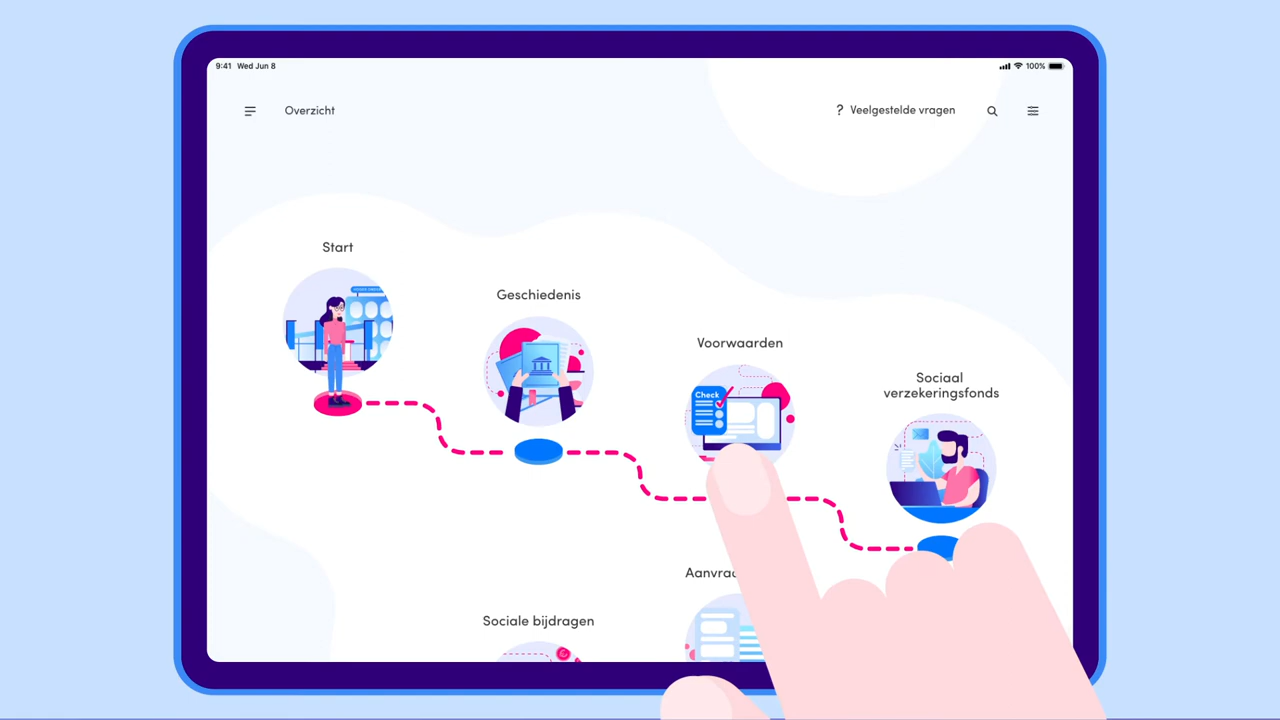 9:41 Wed Jun 8
100%
Overzicht
? Veelgestelde vragen
Start
Geschiedenis
Voorwaarden
Check
Sociaal
verzekeringsfonds
Sociale bijdragen